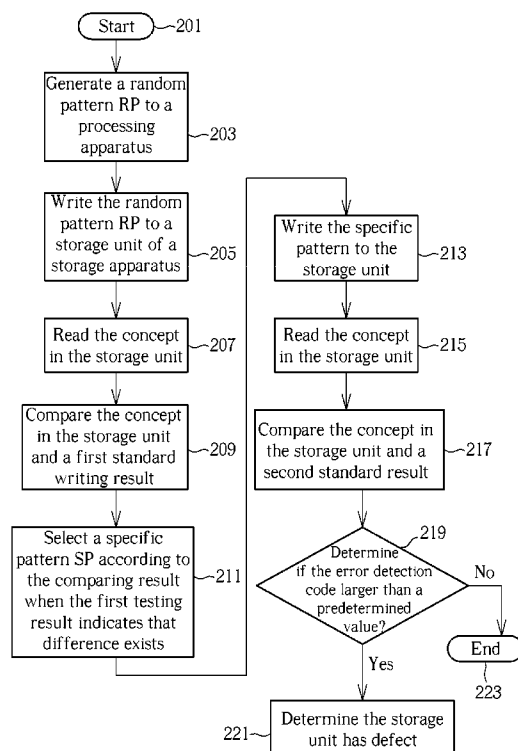 Start
201
Generate a random
pattern RP to a
processing
apparatus
203
Write the random
pattern RP to a
storage unit of a
storage apparatus
205
Read the concept
in the storage unit
207
Compare the concept
in the storage unit
and a first standard
writing result
209
Select a specific
pattern SP according to
the comparing result
when the first testing
result indicates that
difference exists
211
Write the specific
pattern to the
storage unit
213
Read the concept
in the storage unit
215
Compare the concept in
the storage unit and a
second standard result
217
219
Determine
if the error detection
code larger than a
predetermined
value?
No
End
223
Yes
221
Determine the storage
unit has defect